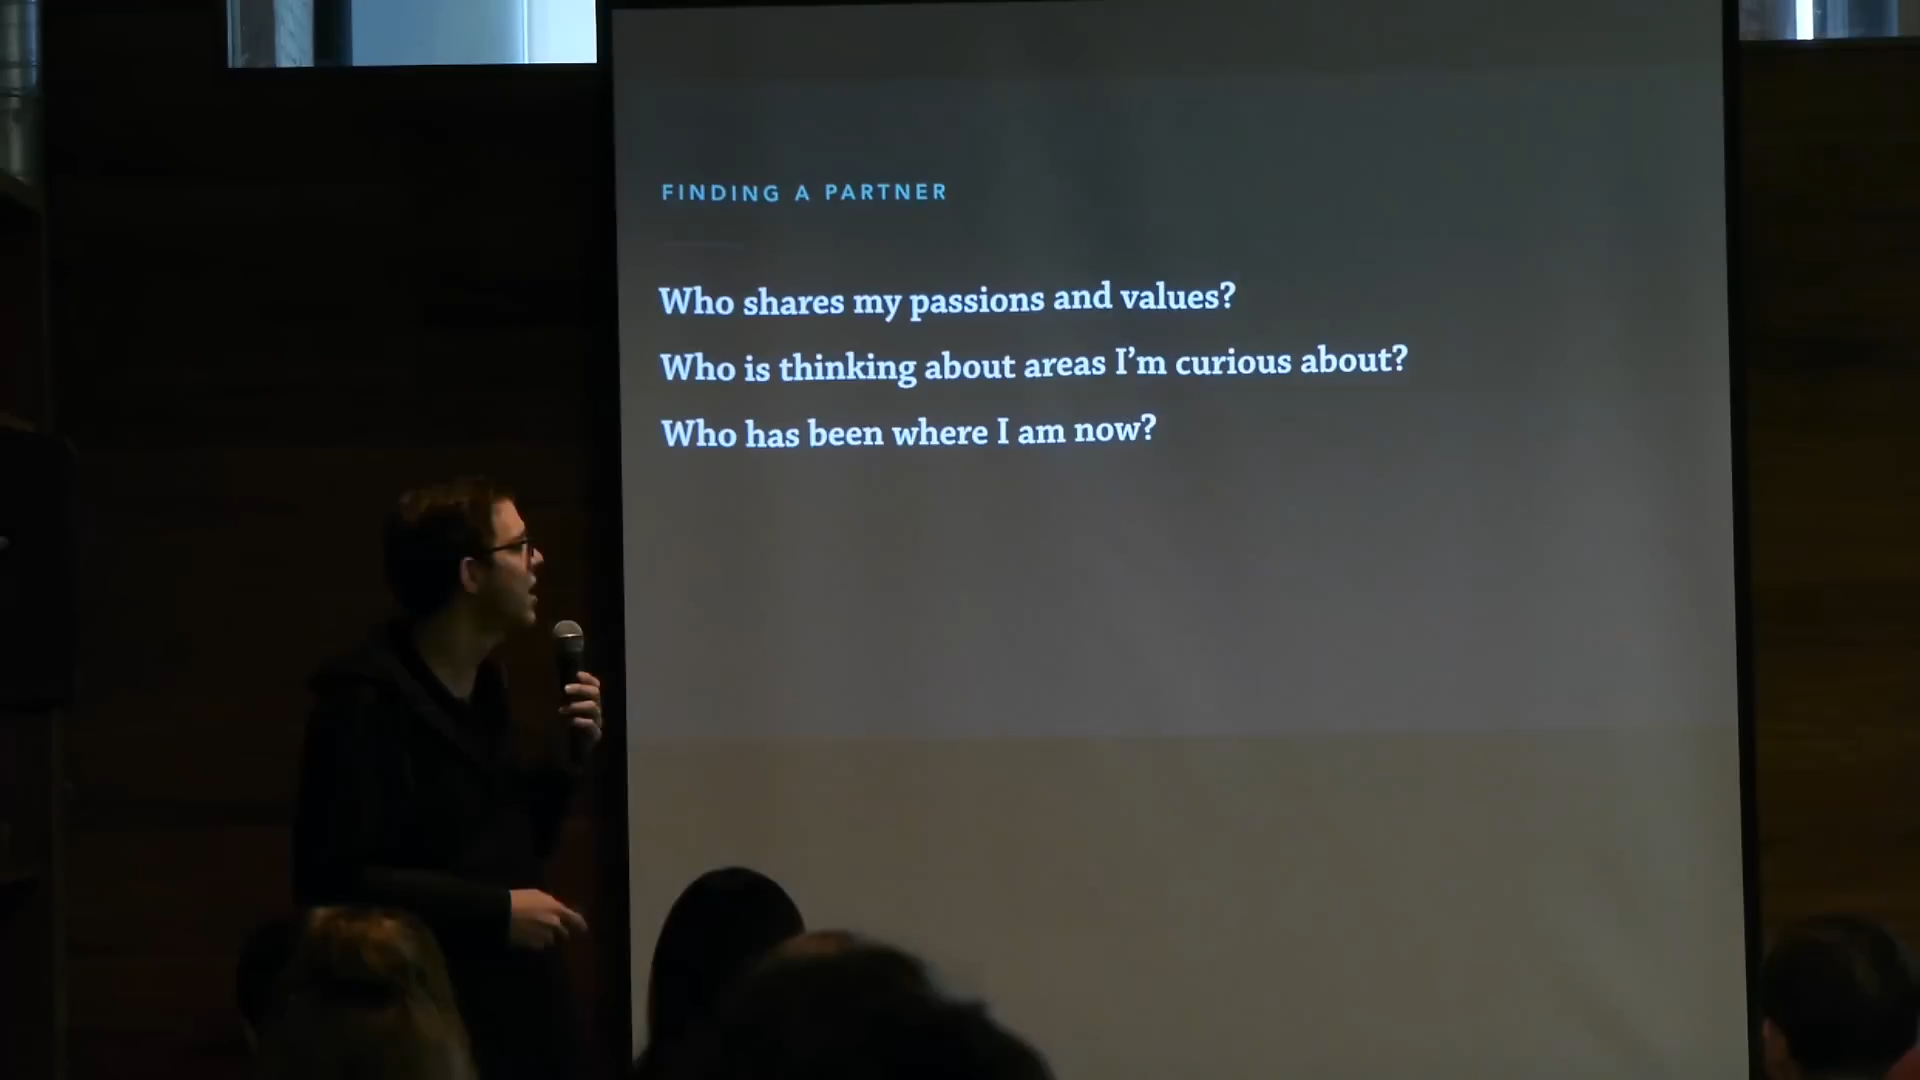 FINDING A PARTNER
Who shares my passions and values?
Who is thinking about areas I'm curious about?
Who has been where I am now?